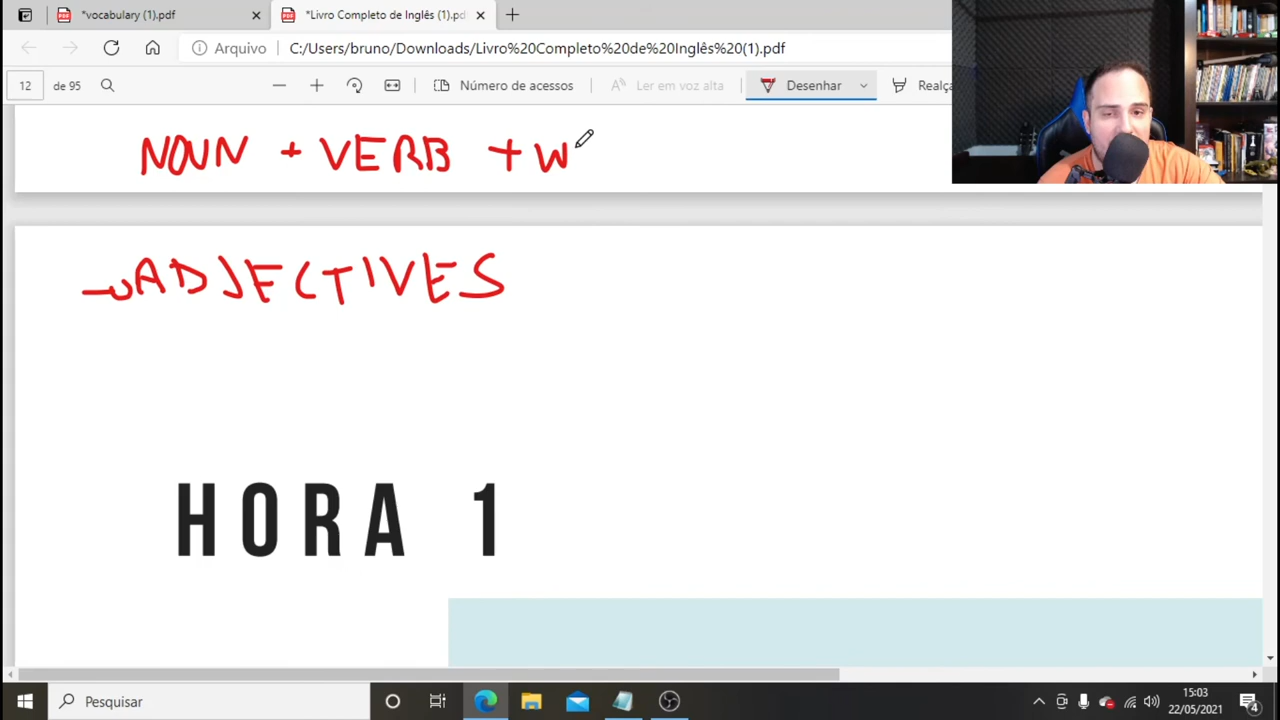 *vocabulary (1).pdf
*Livro Completo de Inglês (1).pd
Arquivo
C:/Users/bruno/Downloads/Livro%20Completo%20de%20Inglês%20(1).pdf
12 de 95
Número de acessos
Ler em voz alta
Desenhar
Realça
NOUN + VERB + W
ADJECTIVES
HORA 1
Pesquisar
15:03
22/05/2021
4